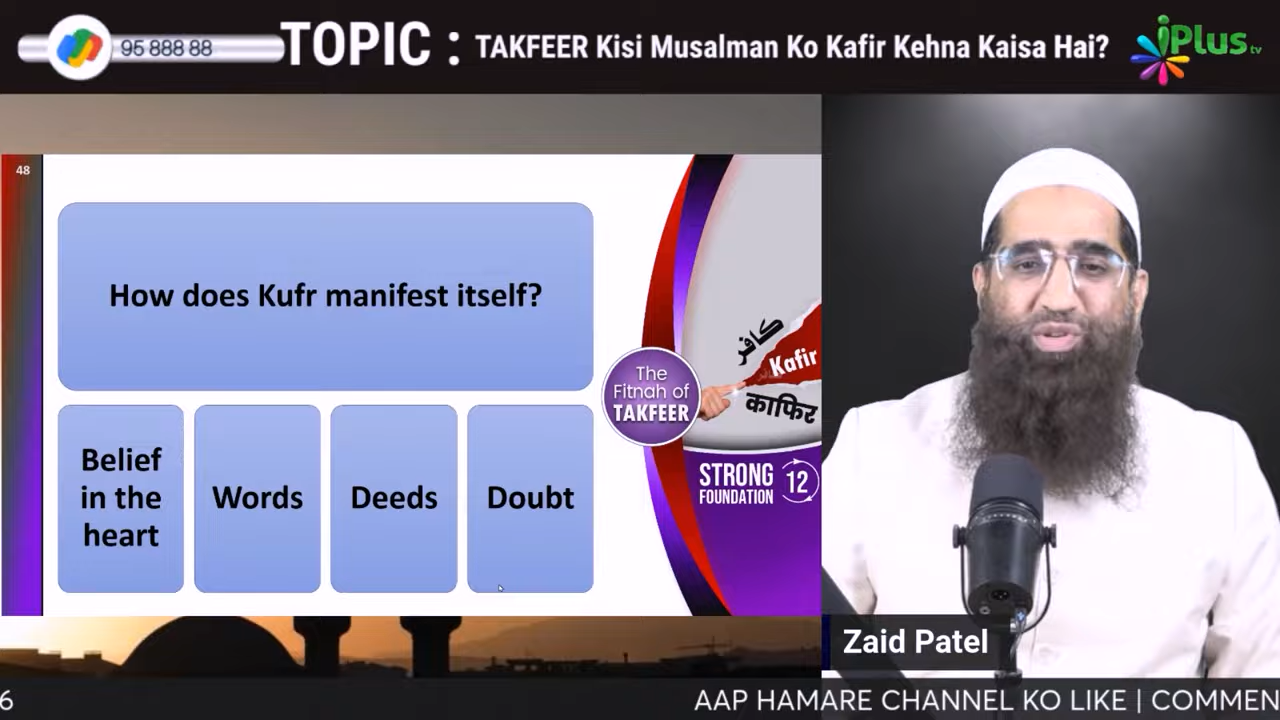 95 888 88
TOPIC :
TAKFEER Kisi Musalman Ko Kafir Kehna Kaisa Hai?
iPlus tv
48
How does Kufr manifest itself?
Belief
in the
heart
Words
Deeds
Doubt
The
Fitnah of
TAKFEER
کافر
Kafir
काफिर
STRONG
FOUNDATION
12
Zaid Patel
6
AAP HAMARE CHANNEL KO LIKE | COMMEN